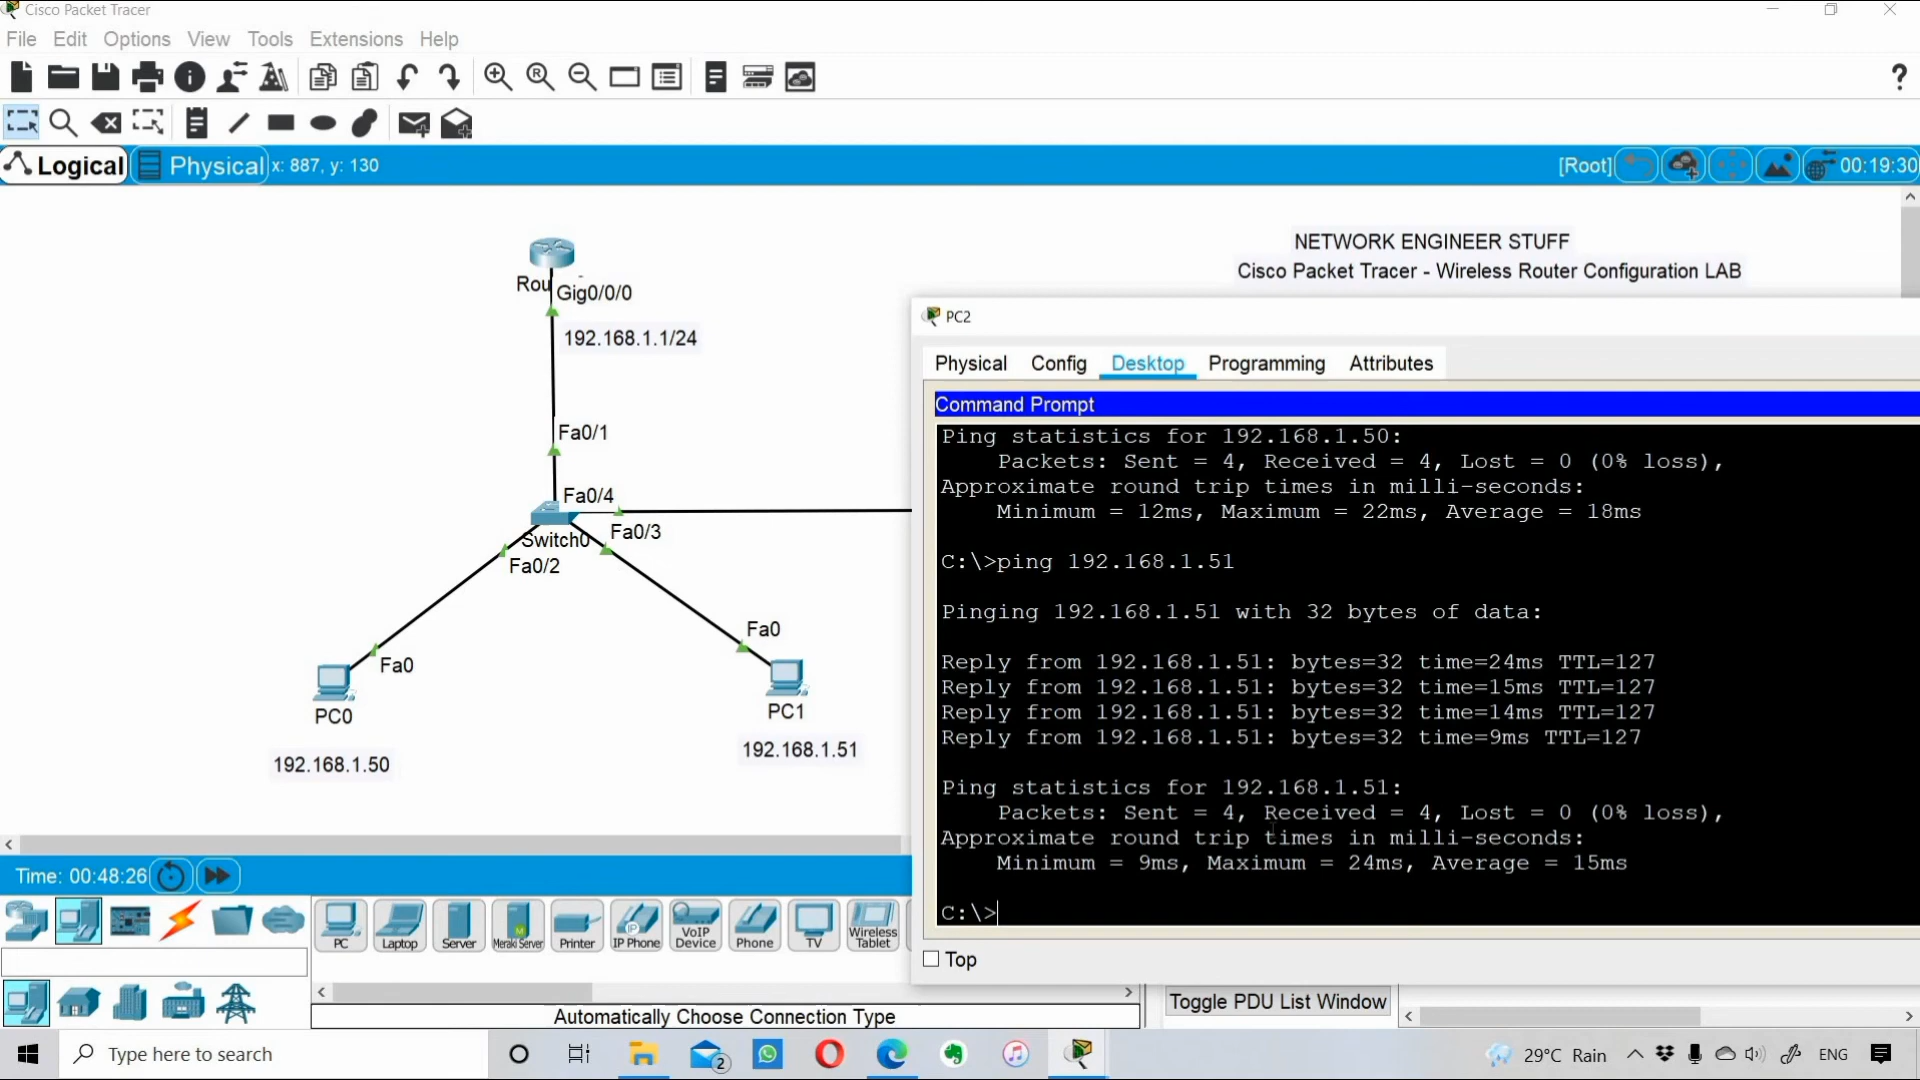 Cisco Packet Tracer
File Edit Options View Tools Extensions Help
Logical Physical x: 887, y: 130 [Root] 00:19:30
NETWORK ENGINEER STUFF
Cisco Packet Tracer - Wireless Router Configuration LAB
Rou
Gig0/0/0
192.168.1.1/24
Fa0/1
Fa0/4
Fa0/3
Switch0
Fa0/2
Fa0
Fa0
PC0
PC1
192.168.1.50
192.168.1.51
PC2
Physical Config Desktop Programming Attributes
Command Prompt
Ping statistics for 192.168.1.50:
Packets: Sent = 4, Received = 4, Lost = 0 (0% loss),
Approximate round trip times in milli-seconds:
Minimum = 12ms, Maximum = 22ms, Average = 18ms
C:\>ping 192.168.1.51
Pinging 192.168.1.51 with 32 bytes of data:
Reply from 192.168.1.51: bytes=32 time=24ms TTL=127
Reply from 192.168.1.51: bytes=32 time=15ms TTL=127
Reply from 192.168.1.51: bytes=32 time=14ms TTL=127
Reply from 192.168.1.51: bytes=32 time=9ms TTL=127
Ping statistics for 192.168.1.51:
Packets: Sent = 4, Received = 4, Lost = 0 (0% loss),
Approximate round trip times in milli-seconds:
Minimum = 9ms, Maximum = 24ms, Average = 15ms
C:\>
Top
Time: 00:48:26
PC Laptop Server Meraki Server Printer IP Phone VoIP Device Phone TV Wireless Tablet
Toggle PDU List Window
Automatically Choose Connection Type
Type here to search
2
29°C Rain
ENG